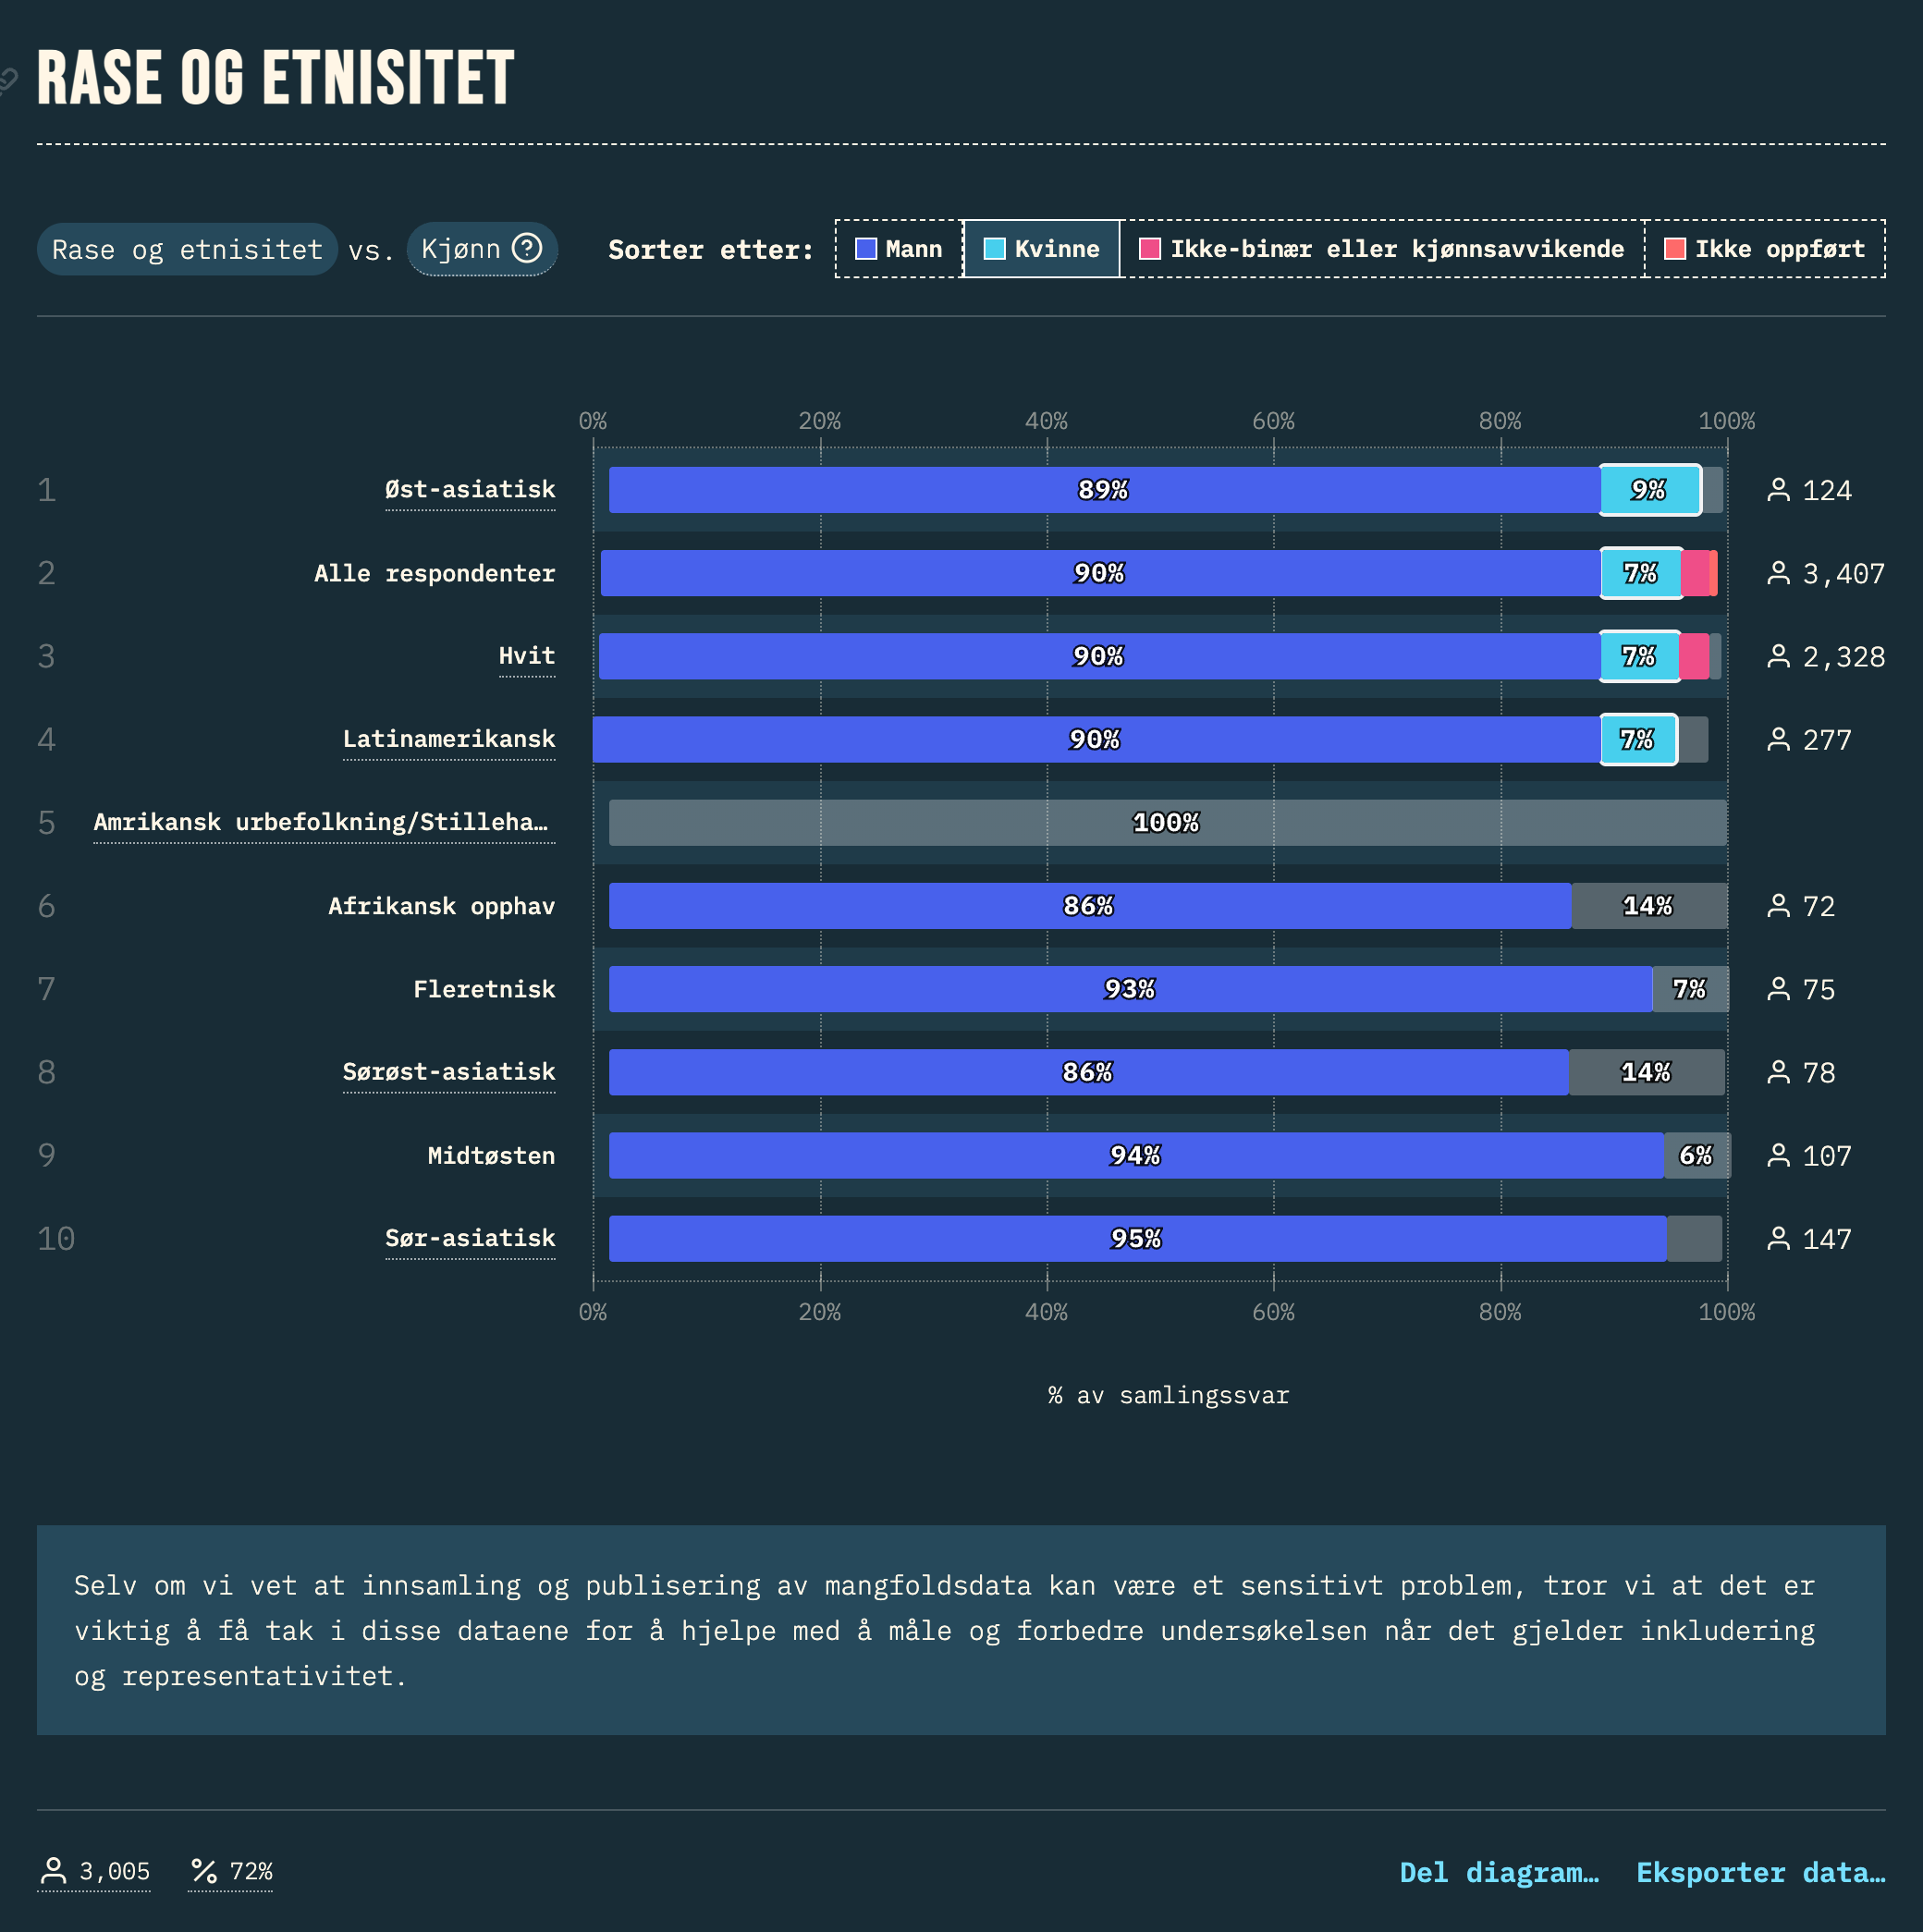 RASE OG ETNISITET
Rase og etnisitet vs. Kjønn ? Sorter etter: Mann Kvinne Ikke-binær eller kjønnsavvikende Ikke oppført
0% 20% 40% 60% 80% 100%
1 Øst-asiatisk 89% 9% 124
2 Alle respondenter 90% 7% 3,407
3 Hvit 90% 7% 2,328
4 Latinamerikansk 90% 7% 277
5 Amrikansk urbefolkning/Stilleha… 100%
6 Afrikansk opphav 86% 14% 72
7 Fleretnisk 93% 7% 75
8 Sørøst-asiatisk 86% 14% 78
9 Midtøsten 94% 6% 107
10 Sør-asiatisk 95% 147
0% 20% 40% 60% 80% 100%
% av samlingssvar
Selv om vi vet at innsamling og publisering av mangfoldsdata kan være et sensitivt problem, tror vi at det er
viktig å få tak i disse dataene for å hjelpe med å måle og forbedre undersøkelsen når det gjelder inkludering
og representativitet.
3,005 % 72% Del diagram… Eksporter data…